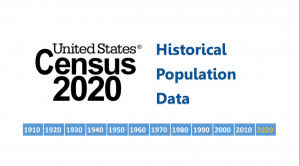 United States®
Census
2020
Historical
Population
Data
1910 1920 1930 1940 1950 1960 1970 1980 1990 2000 2010 2020